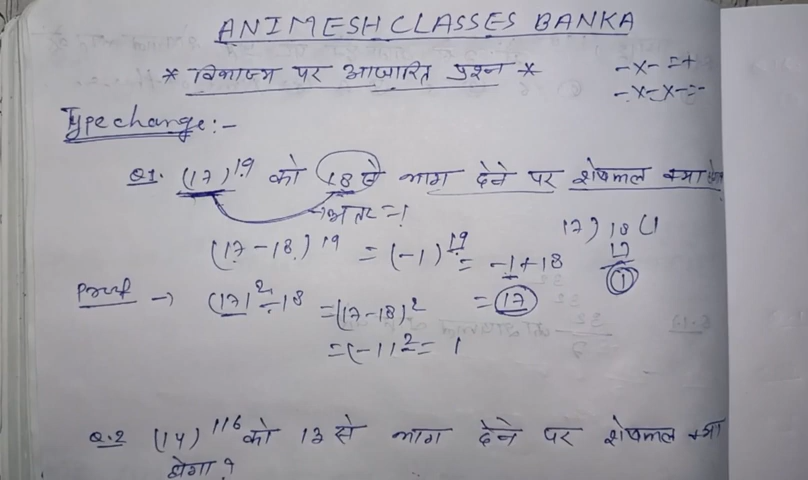 ANIMESH CLASSES BANKA
* विभाज्य पर आधारित प्रश्न *
- x - = +
- x - x - = -
Type change:-
Q1. (17)^19 को 18 से भाग देने पर शेषफल क्या होगा
→ अंतर = 1
(17-18)^19 = (-1)^19 = -1+18
= 17
17) 18 (1
17
1
Proof → (17)^2 ÷ 18 = (17-18)^2
= (-1)^2 = 1
Q.2 (14)^116 को 13 से भाग देने पर शेषफल क्या
होगा ?